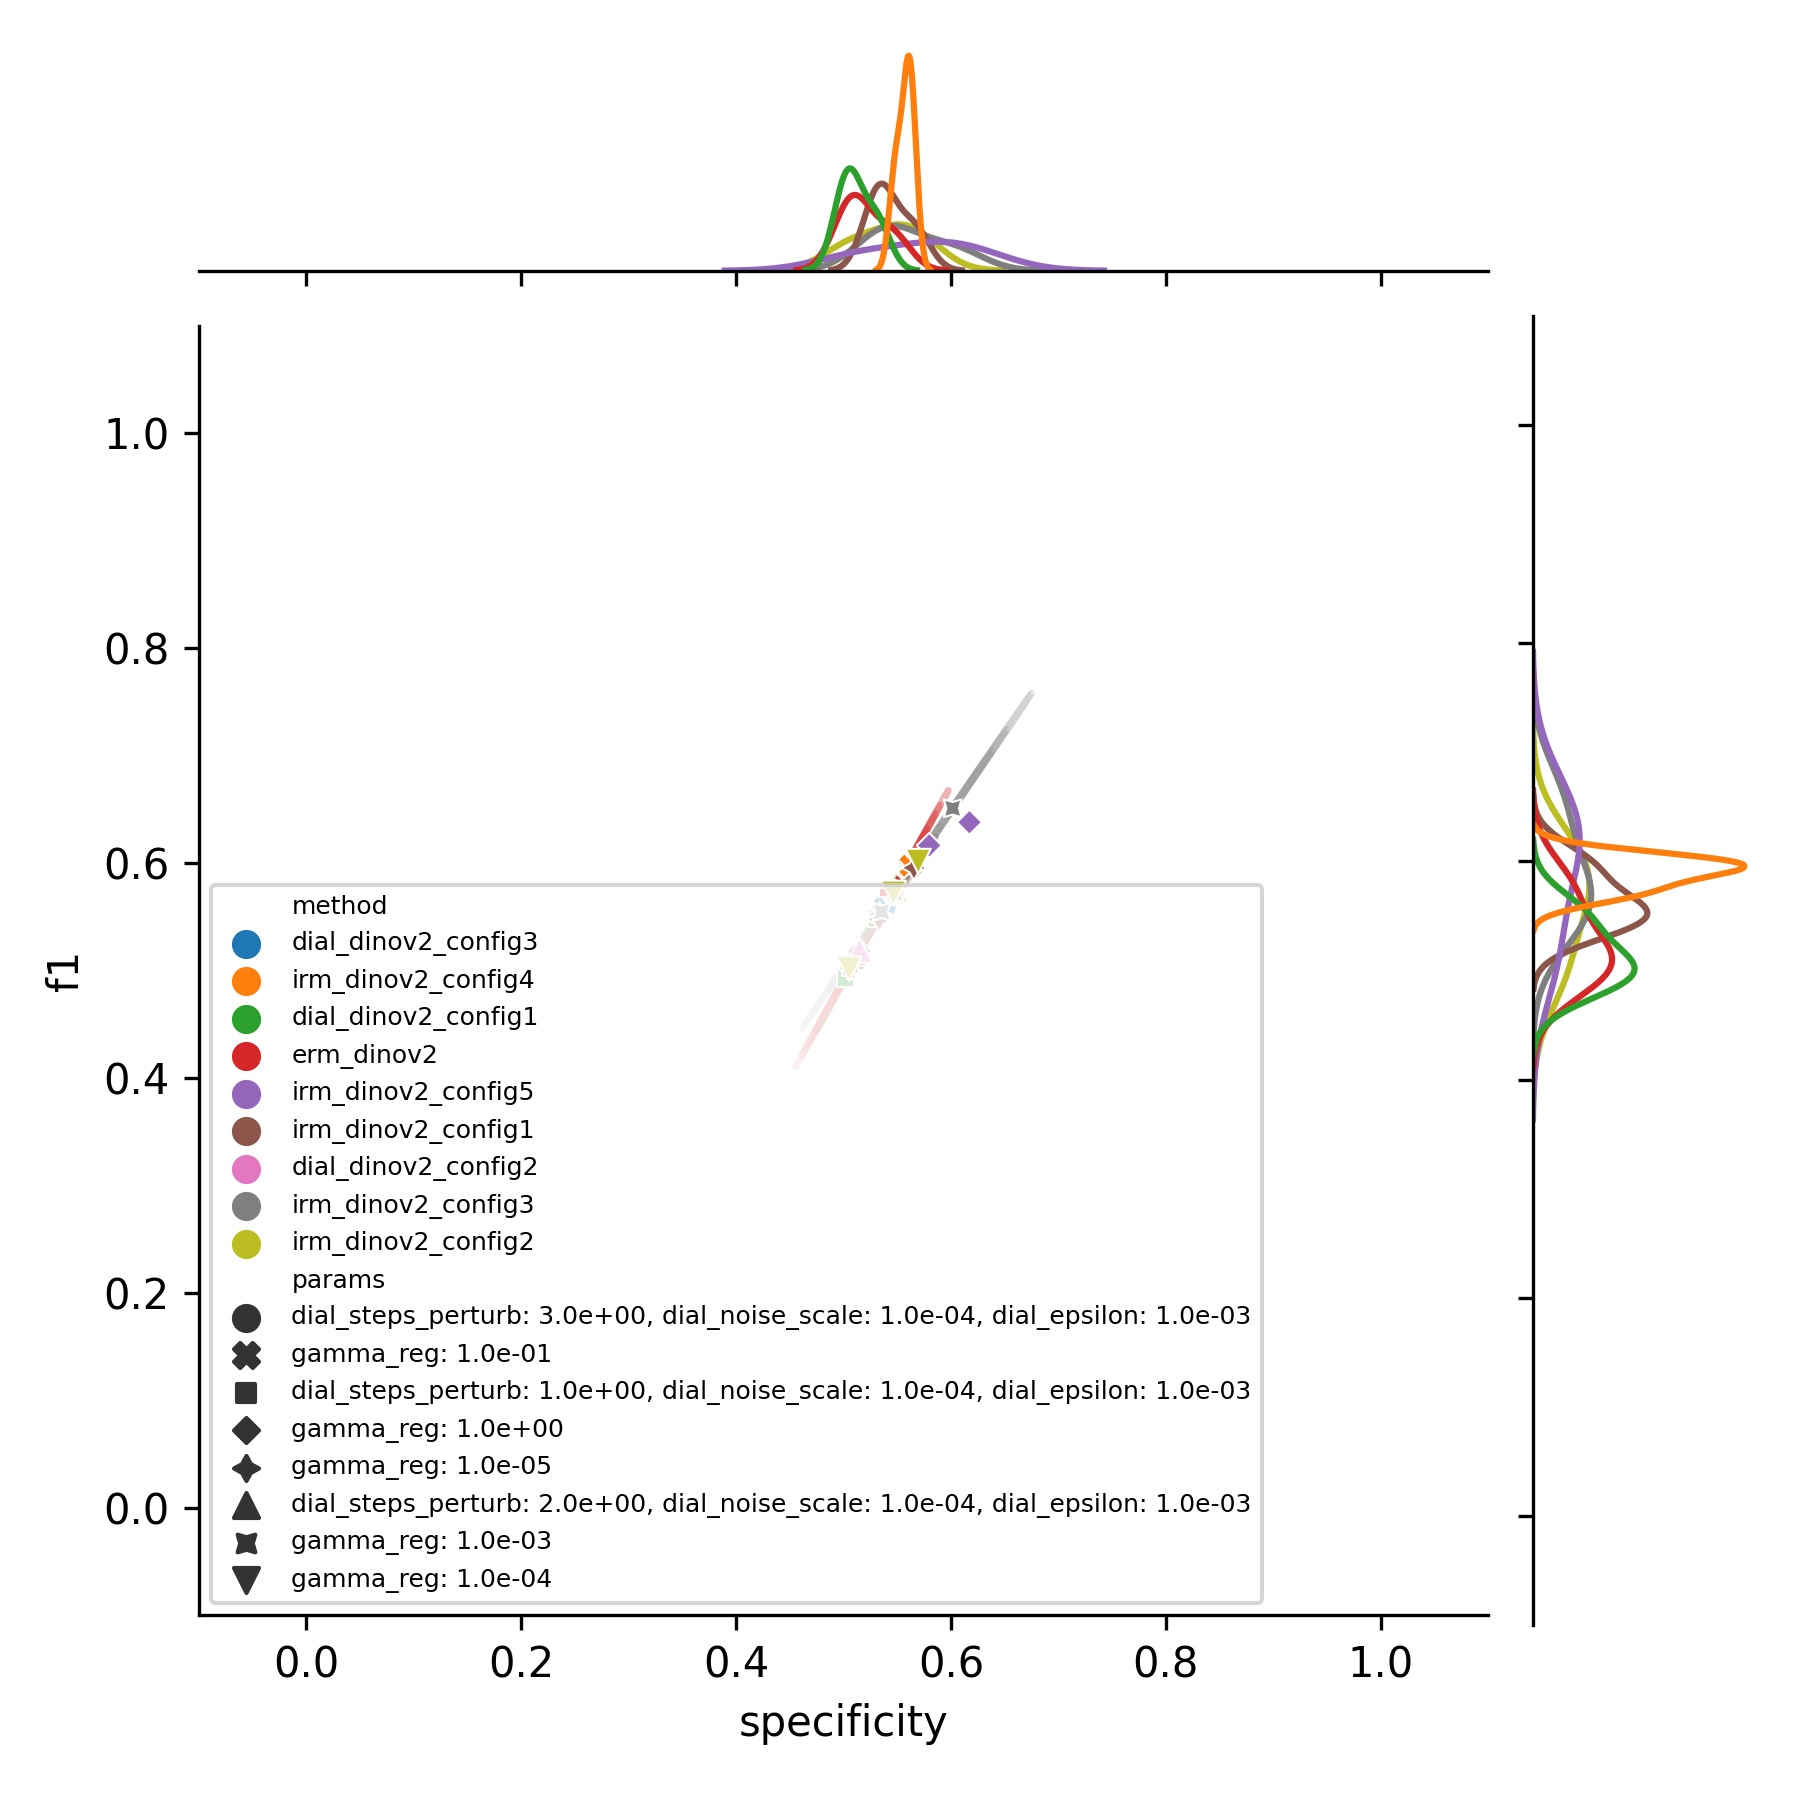 1.0
0.8
0.6
0.4
0.2
0.0
f1
method
dial_dinov2_config3
irm_dinov2_config4
dial_dinov2_config1
erm_dinov2
irm_dinov2_config5
irm_dinov2_config1
dial_dinov2_config2
irm_dinov2_config3
irm_dinov2_config2
params
dial_steps_perturb: 3.0e+00, dial_noise_scale: 1.0e-04, dial_epsilon: 1.0e-03
gamma_reg: 1.0e-01
dial_steps_perturb: 1.0e+00, dial_noise_scale: 1.0e-04, dial_epsilon: 1.0e-03
gamma_reg: 1.0e+00
gamma_reg: 1.0e-05
dial_steps_perturb: 2.0e+00, dial_noise_scale: 1.0e-04, dial_epsilon: 1.0e-03
gamma_reg: 1.0e-03
gamma_reg: 1.0e-04
0.0 0.2 0.4 0.6 0.8 1.0
specificity